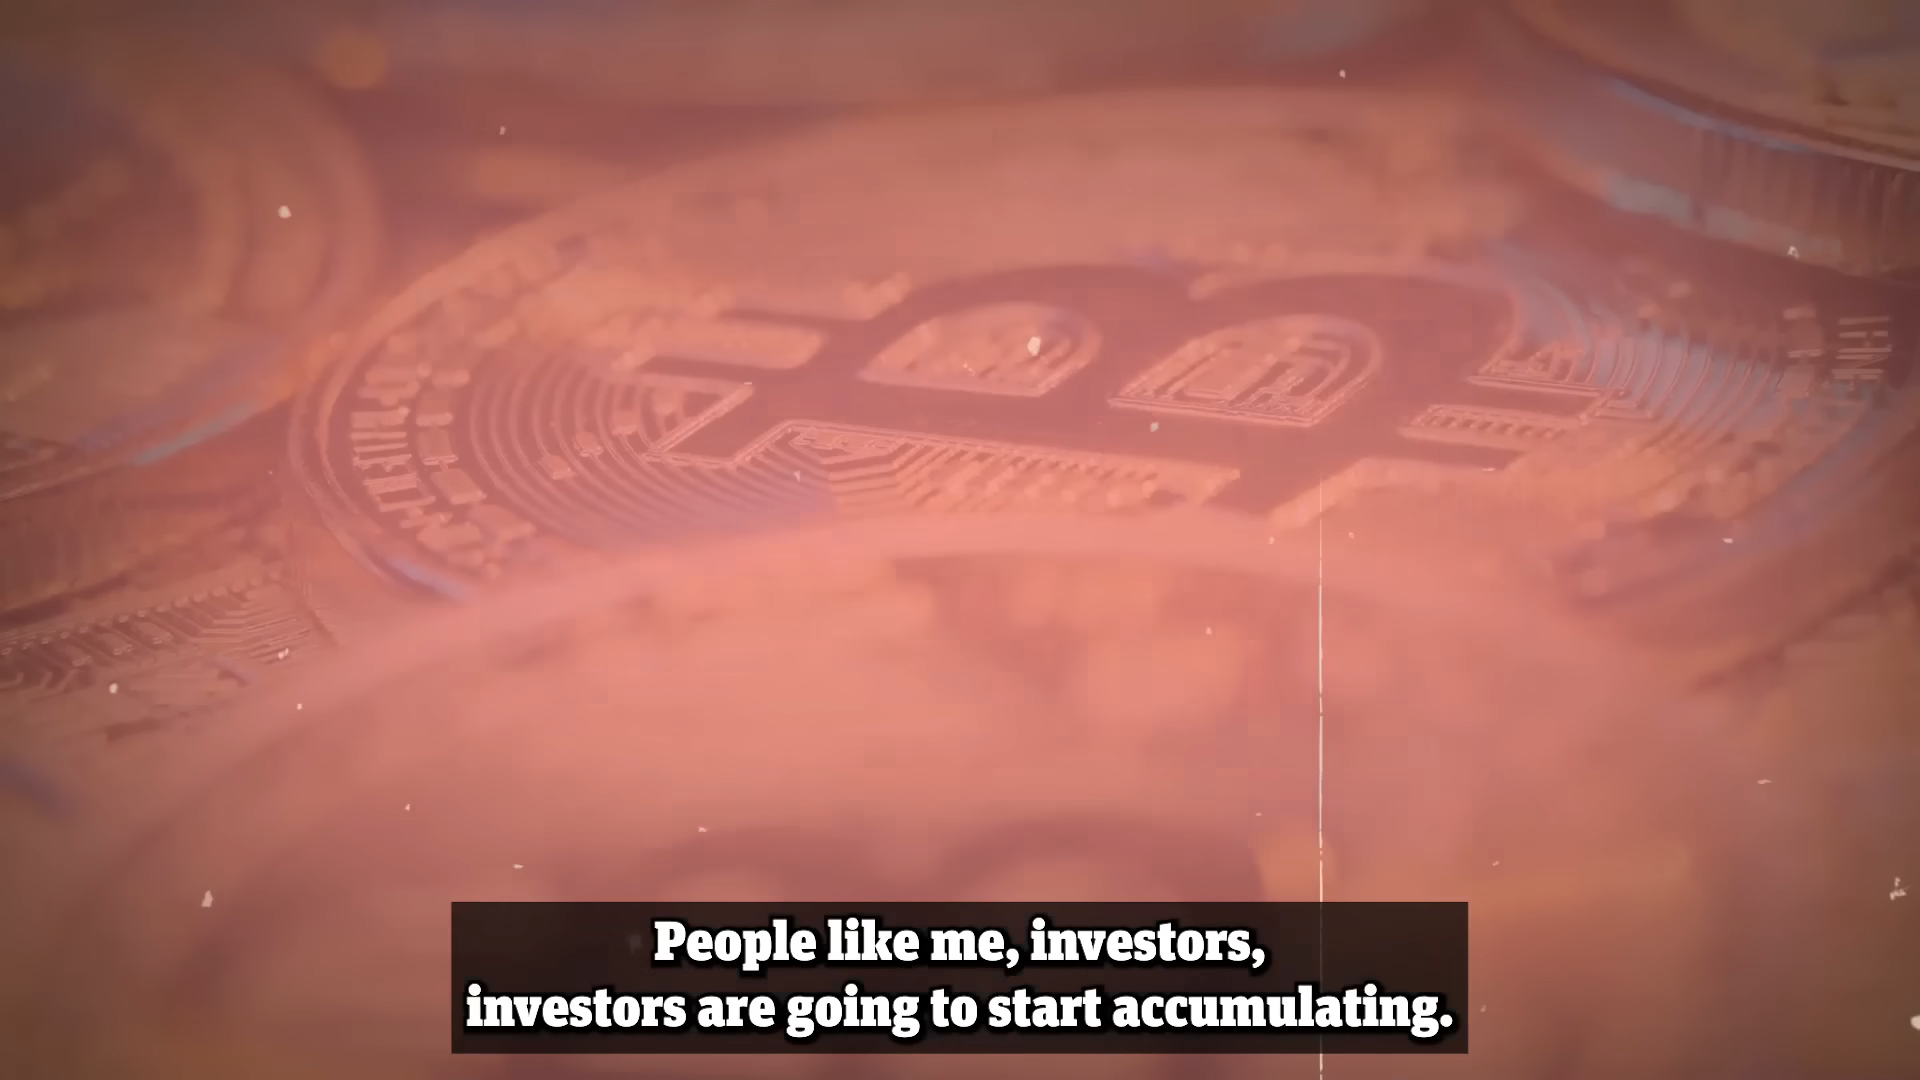 People like me, investors,
investors are going to start accumulating.